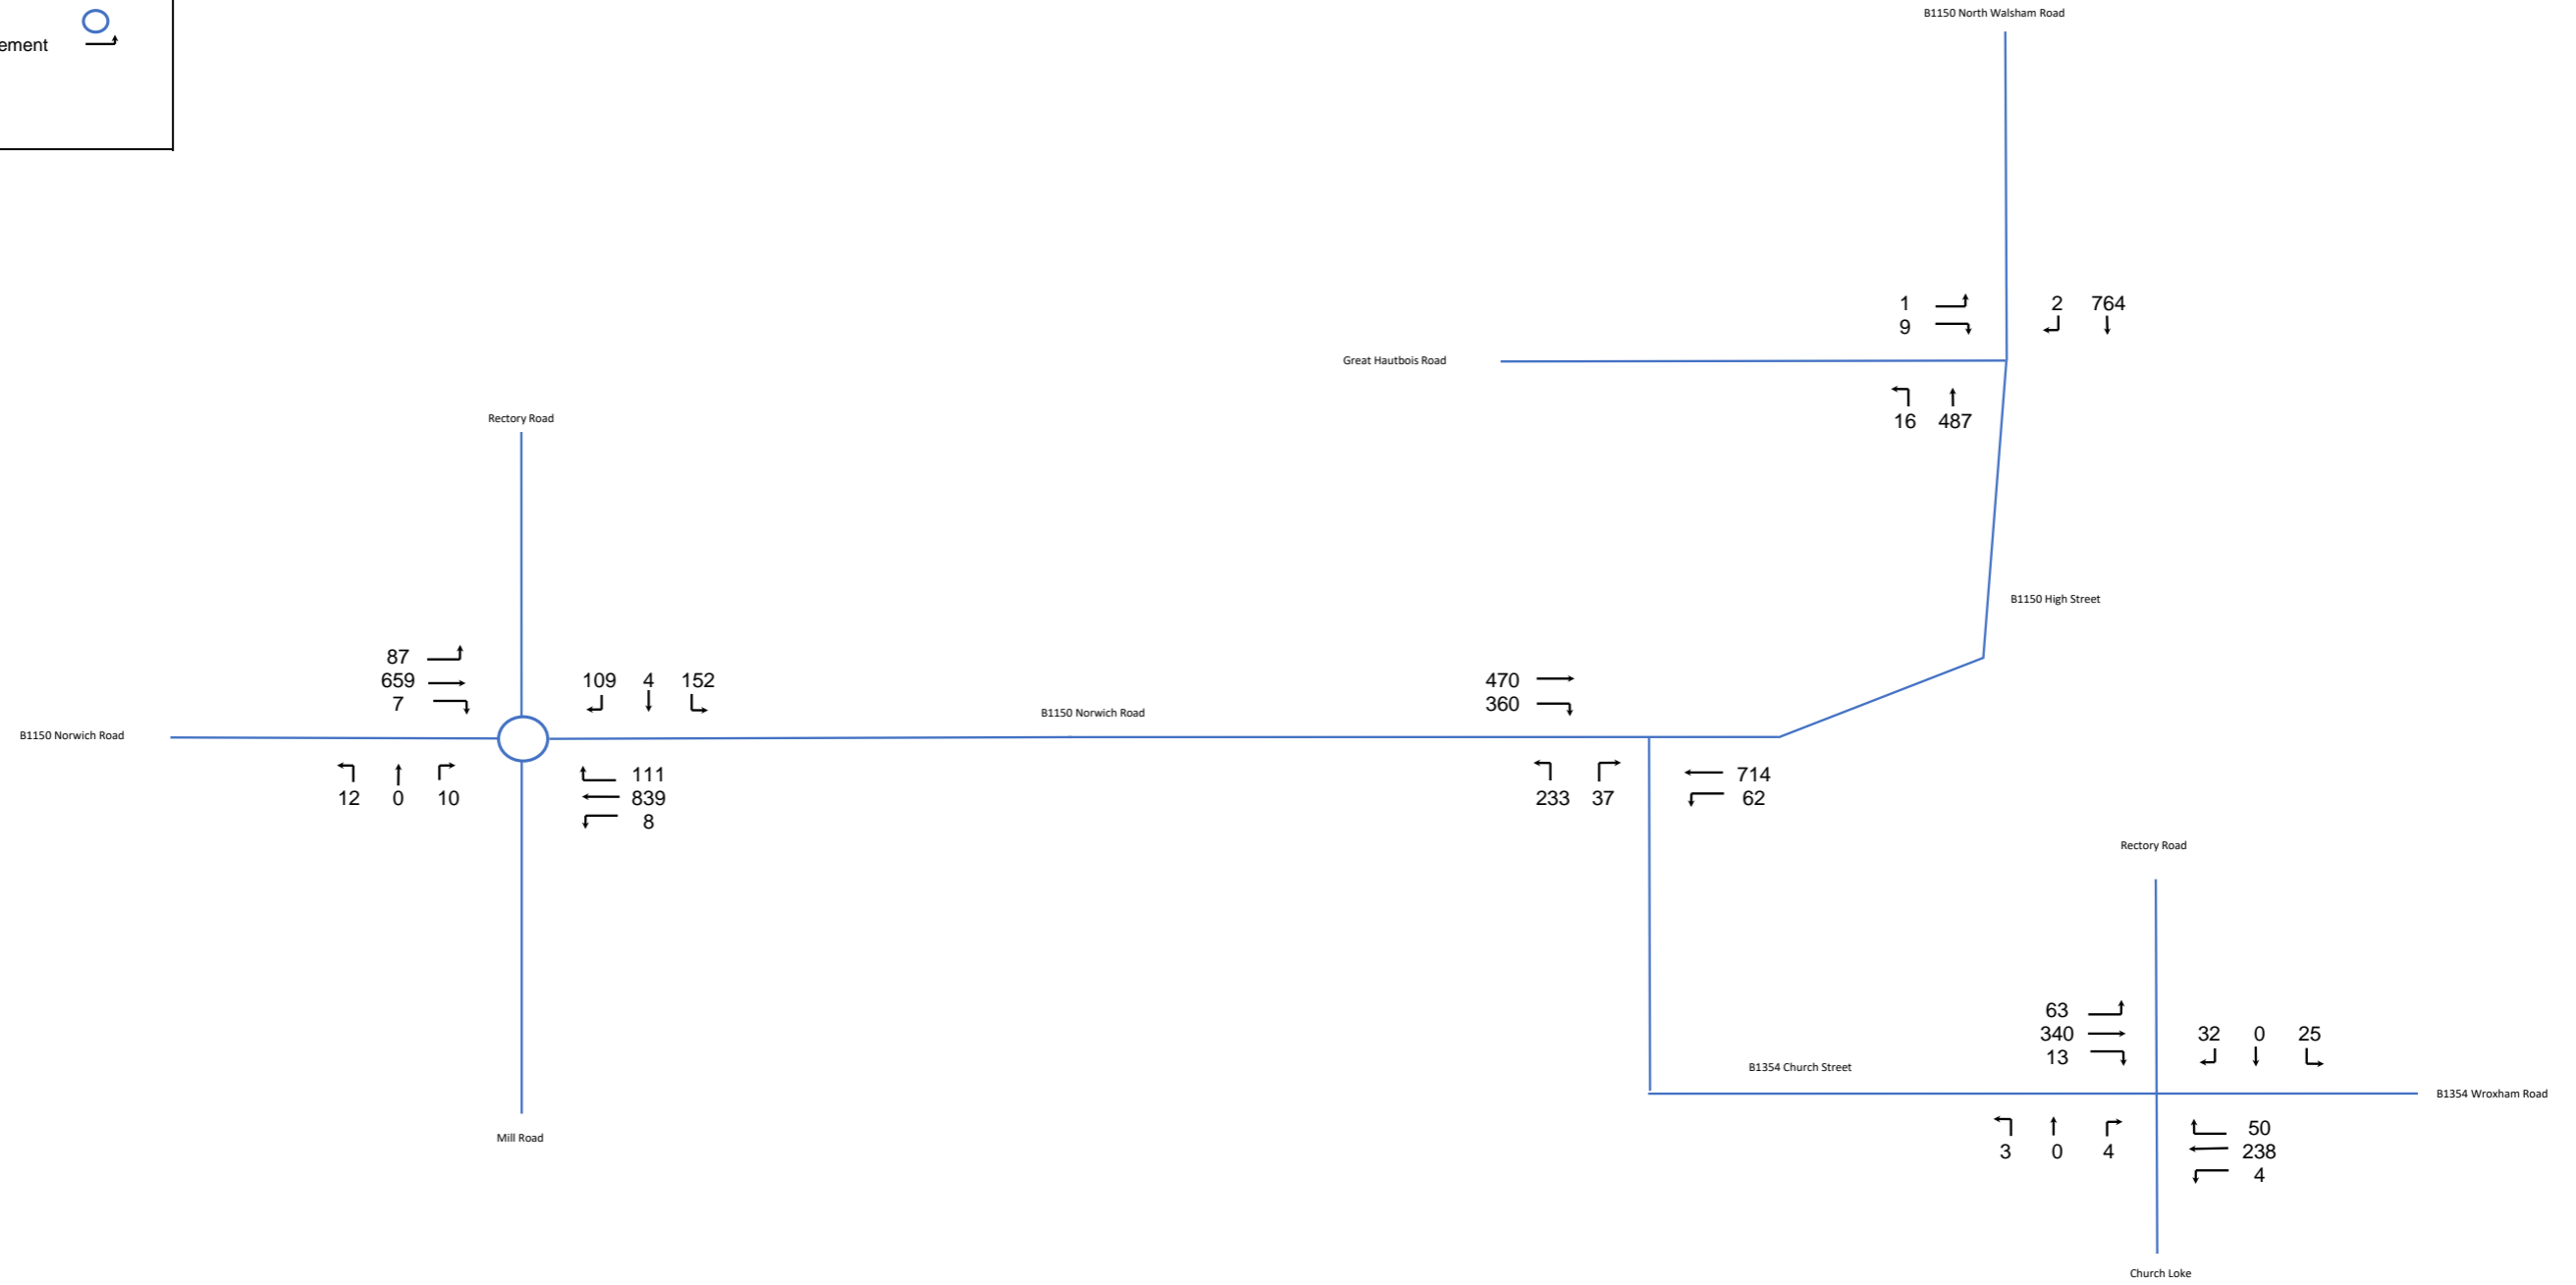 ement
B1150 North Walsham Road
1
9
2 764
Great Hautbois Road
16 487
Rectory Road
B1150 High Street
87
659
7
109 4 152
470
360
B1150 Norwich Road
B1150 Norwich Road
12 0 10
111
839
8
233 37
714
62
Rectory Road
63
340
13
32 0 25
B1354 Church Street
B1354 Wroxham Road
3 0 4
50
238
4
Mill Road
Church Loke